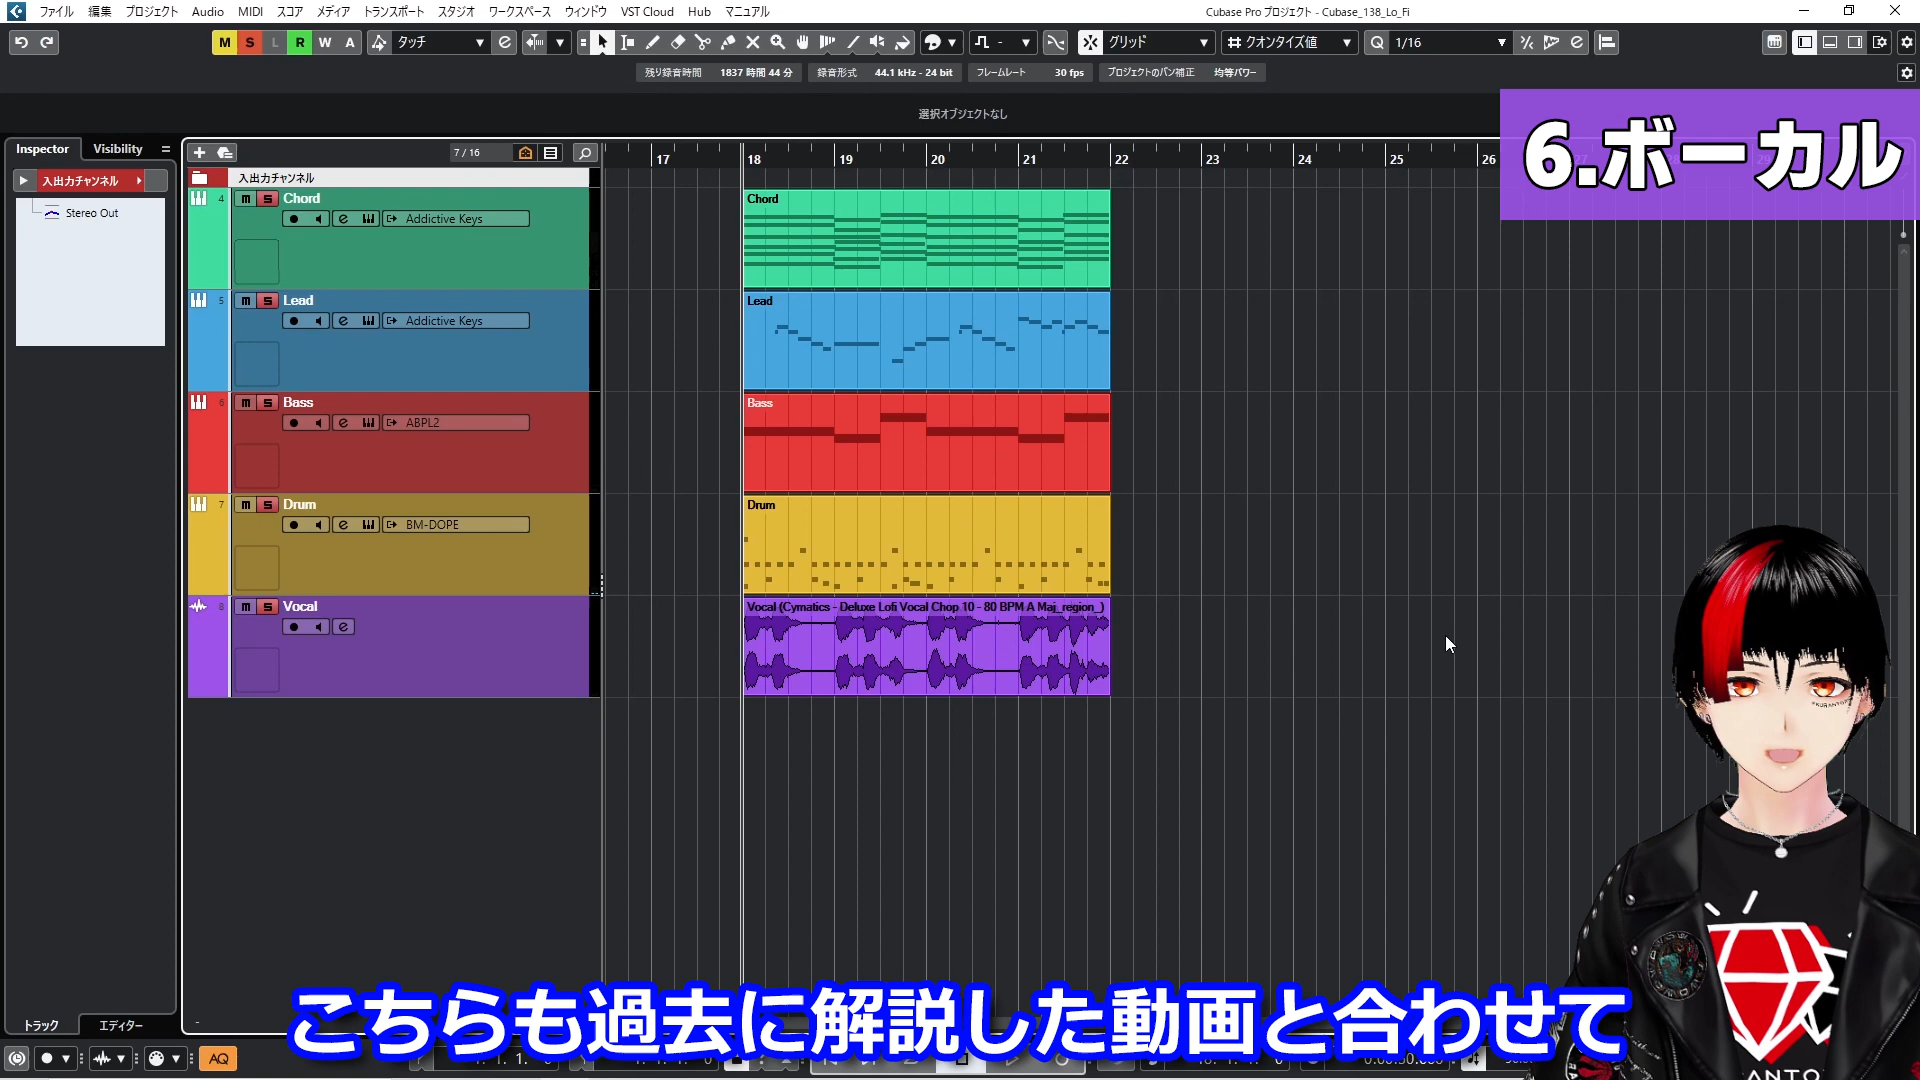 ファイル 編集 プロジェクト Audio MIDI スコア メディア トランスポート スタジオ ワークスペース ウィンドウ VST Cloud Hub マニュアル
Cubase Pro プロジェクト - Cubase_138_Lo_Fi
M S L R W A タッチ グリッド クオンタイズ値 Q 1/16
残り録音時間 1837 時間 44 分 録音形式 44.1 kHz - 24 bit フレームレート 30 fps プロジェクトのパン補正 均等パワー
選択オブジェクトなし
6.ボーカル
Inspector Visibility
7 / 16
17 18 19 20 21 22 23 24 25 26
入出力チャンネル
入出力チャンネル
Stereo Out
4 m S Chord
Addictive Keys
Chord
5 m S Lead
Addictive Keys
Lead
6 m S Bass
ABPL2
Bass
7 m S Drum
BM-DOPE
Drum
8 m S Vocal
Vocal (Cymatics - Deluxe Lofi Vocal Chop 10 - 80 BPM A Maj_region_)
こちらも過去に解説した動画と合わせて
トラック エディター
AQ